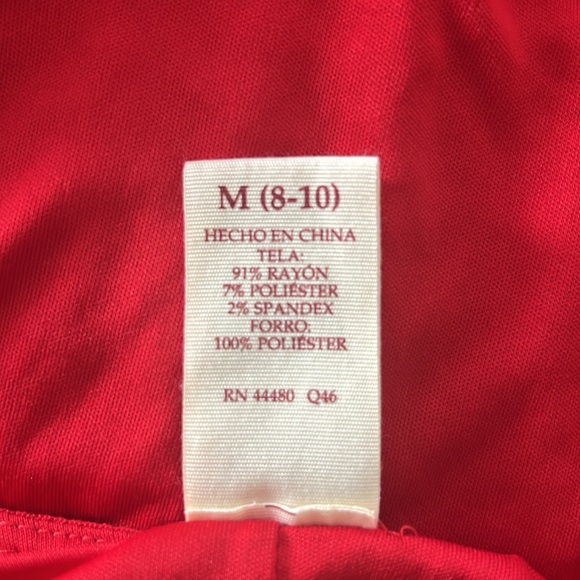 M (8-10)
HECHO EN CHINA
TELA:
91% RAYÓN
7% POLIÉSTER
2% SPANDEX
FORRO:
100% POLIÉSTER
RN 44480 Q46